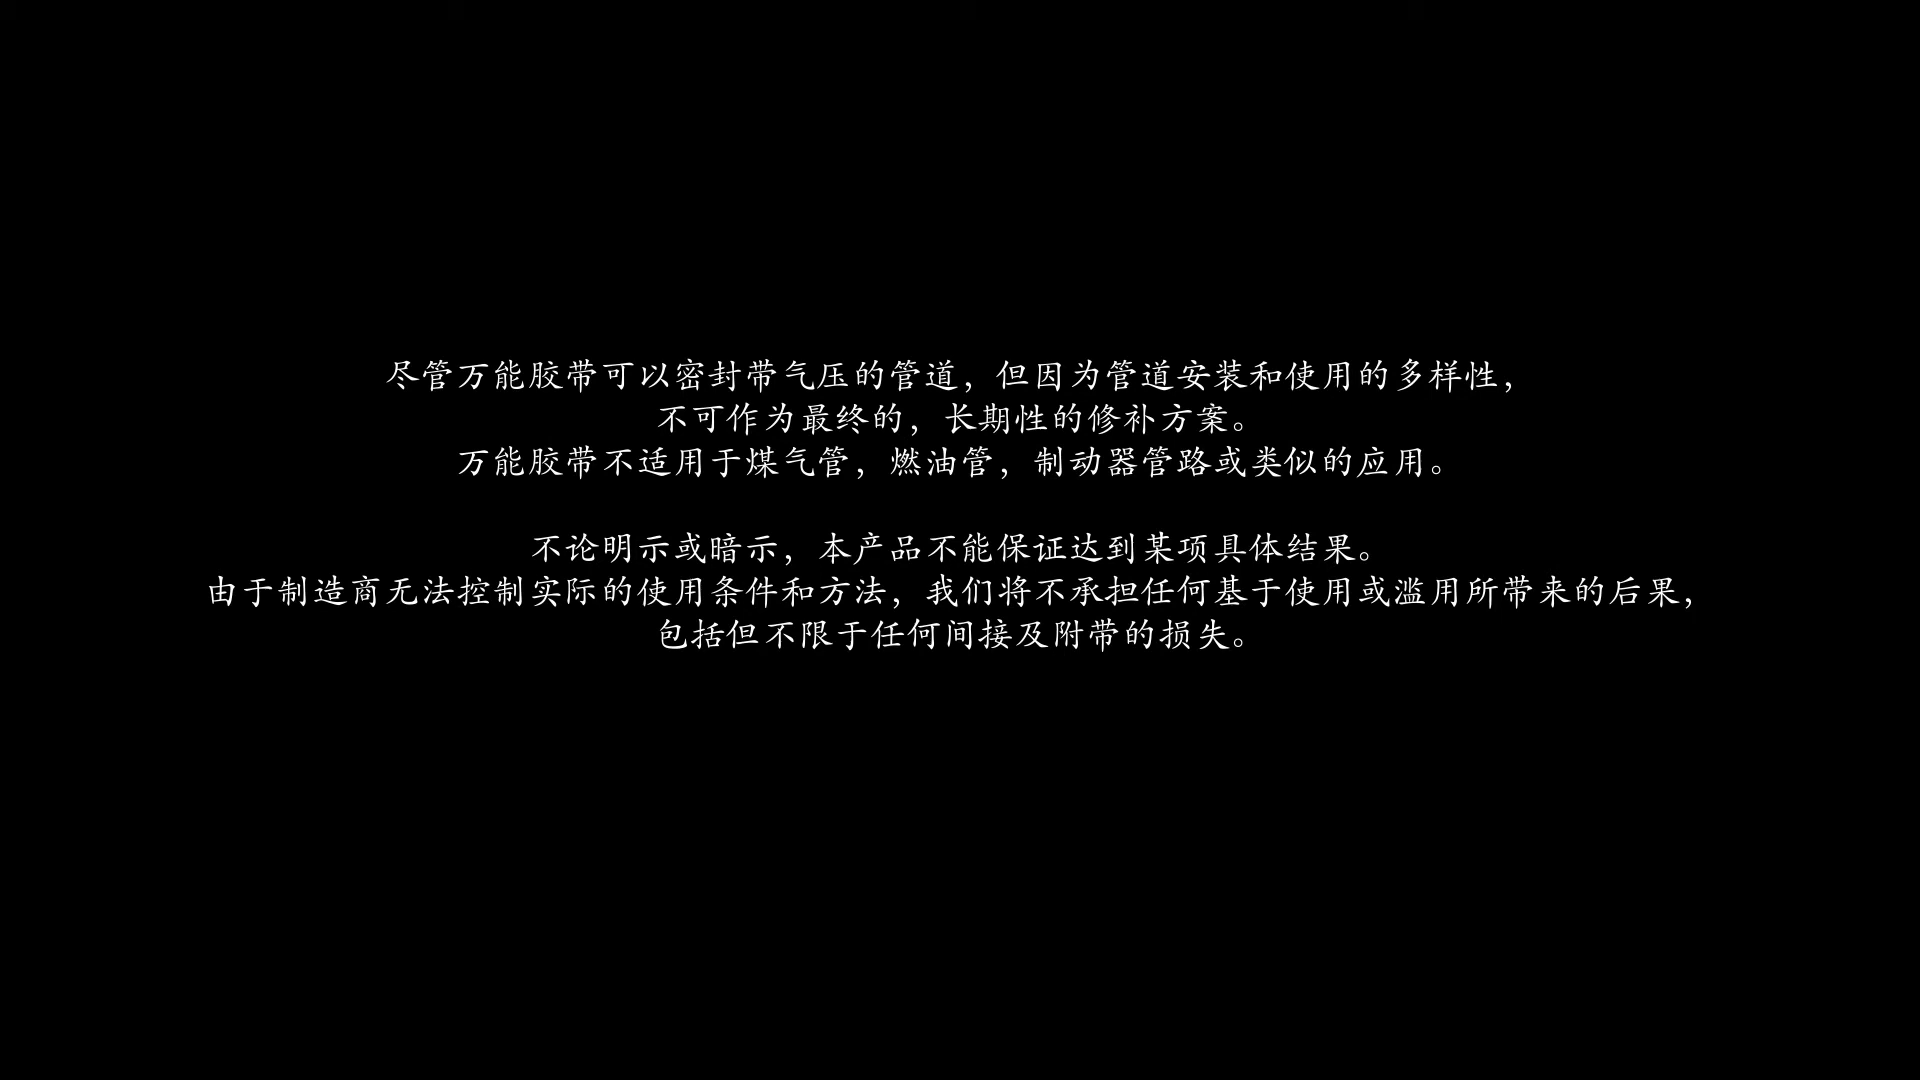 尽管万能胶带可以密封带气压的管道，但因为管道安装和使用的多样性，
不可作为最终的，长期性的修补方案。
万能胶带不适用于煤气管，燃油管，制动器管路或类似的应用。
不论明示或暗示，本产品不能保证达到某项具体结果。
由于制造商无法控制实际的使用条件和方法，我们将不承担任何基于使用或滥用所带来的后果，
包括但不限于任何间接及附带的损失。